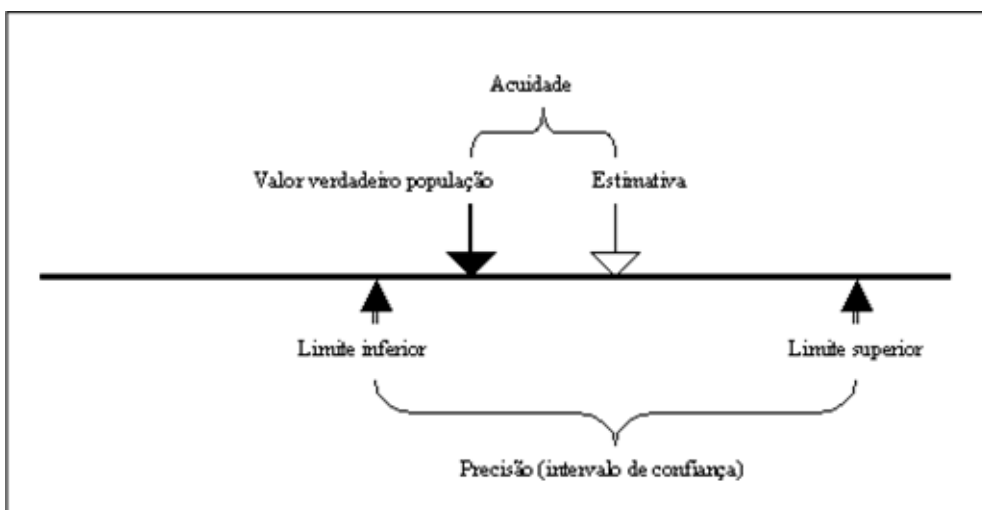 Acuidade
Valor verdadeiro população
Estimativa
Limite inferior
Limite superior
Precisão (intervalo de confiança)